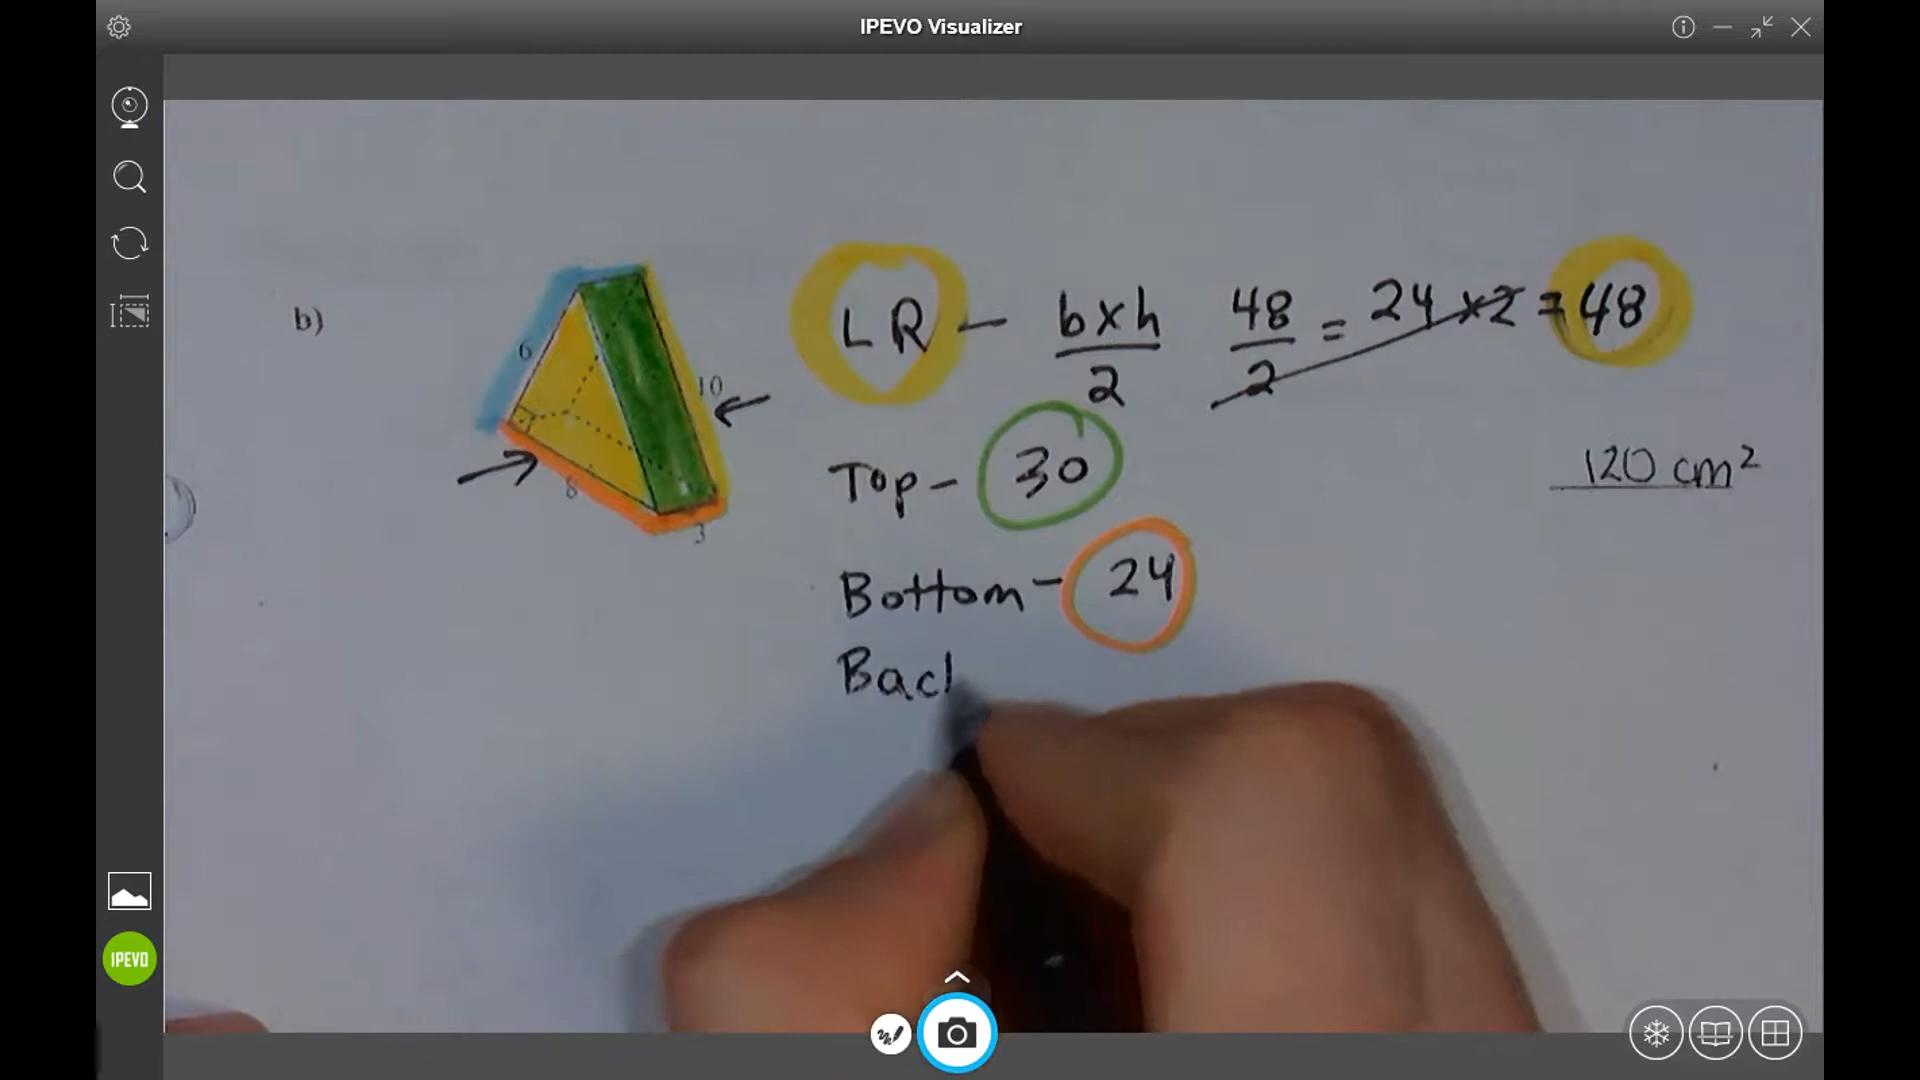 IPEVO Visualizer
b)
6
10
8
3
LR - b x h / 2 48 / 2 = 24 x 2 = 48
Top - 30
120 cm²
Bottom - 24
Back
IPEVO